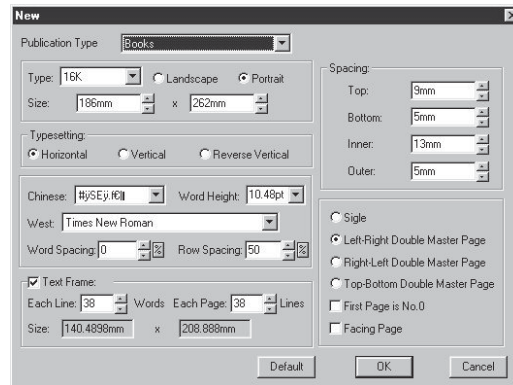 New
Publication Type Books
Type: 16K Landscape Portrait
Size: 186mm x 262mm
Typesetting:
Horizontal Vertical Reverse Vertical
Chinese: #ÿSEÿ.f€ Word Height: 10.48pt
West: Times New Roman
Word Spacing: 0 % Row Spacing: 50 %
Text Frame:
Each Line: 38 Words Each Page: 38 Lines
Size: 140.4898mm x 208.888mm
Spacing:
Top: 9mm
Bottom: 5mm
Inner: 13mm
Outer: 5mm
Sigle
Left-Right Double Master Page
Right-Left Double Master Page
Top-Bottom Double Master Page
First Page is No.0
Facing Page
Default OK Cancel